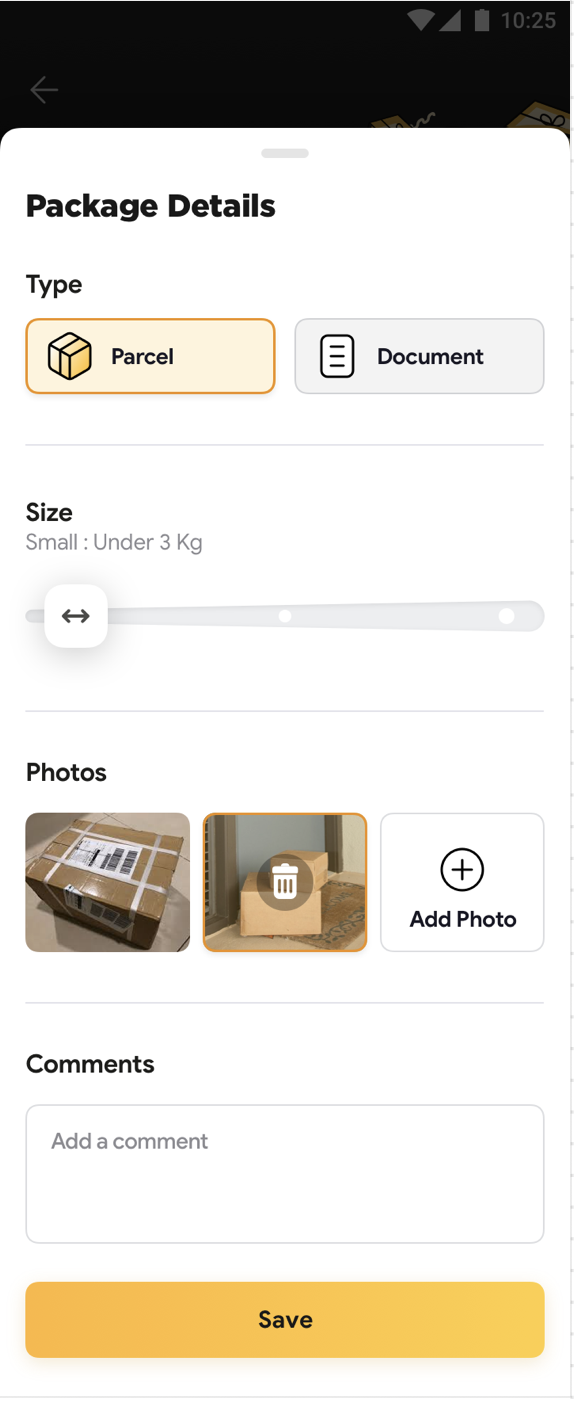 10:25
Package Details
Type
Parcel
Document
Size
Small : Under 3 Kg
Photos
Add Photo
Comments
Add a comment
Save